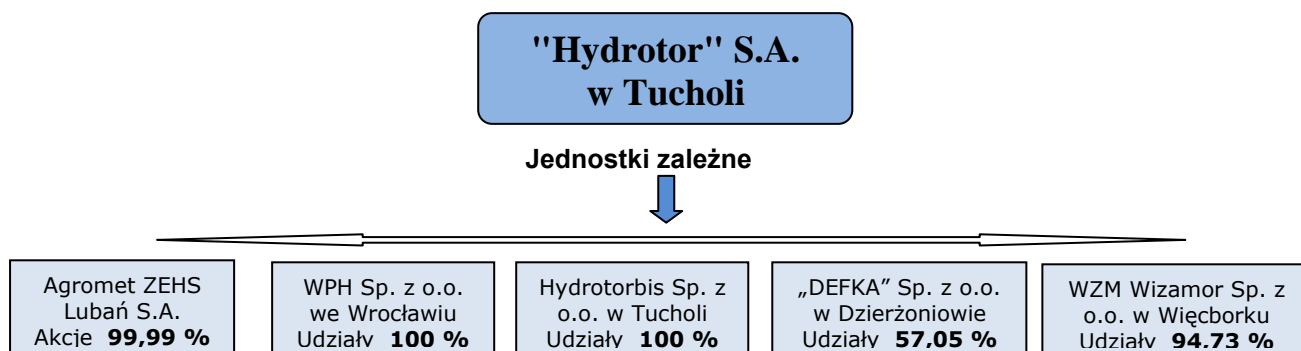 "Hydrotor" S.A.
w Tucholi
Jednostki zależne
Agromet ZEHS
Lubań S.A.
Akcje 99,99 %
WPH Sp. z o.o.
we Wrocławiu
Udziały 100 %
Hydrotorbis Sp. z
o.o. w Tucholi
Udziały 100 %
„DEFKA” Sp. z o.o.
w Dzierżoniowie
Udziały 57,05 %
WZM Wizamor Sp. z
o.o. w Więcborku
Udziały 94,73 %